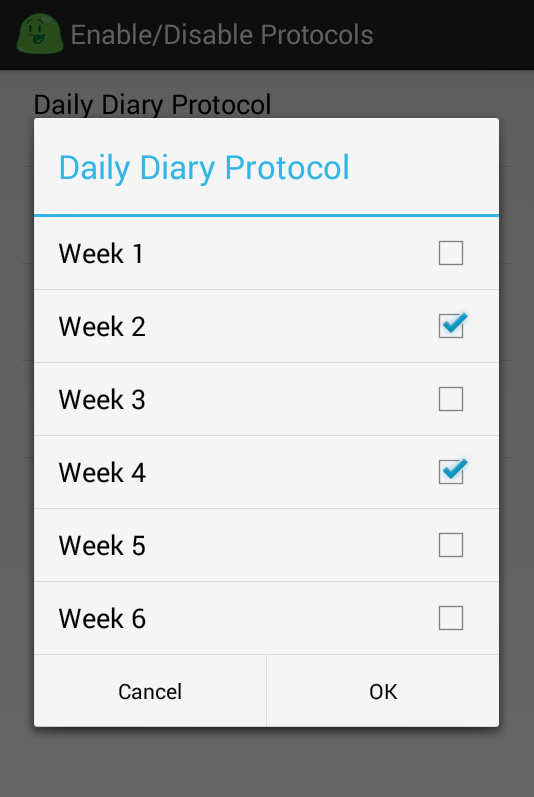 Enable/Disable Protocols
Daily Diary Protocol
Daily Diary Protocol
Week 1
Week 2
Week 3
Week 4
Week 5
Week 6
Cancel
OK